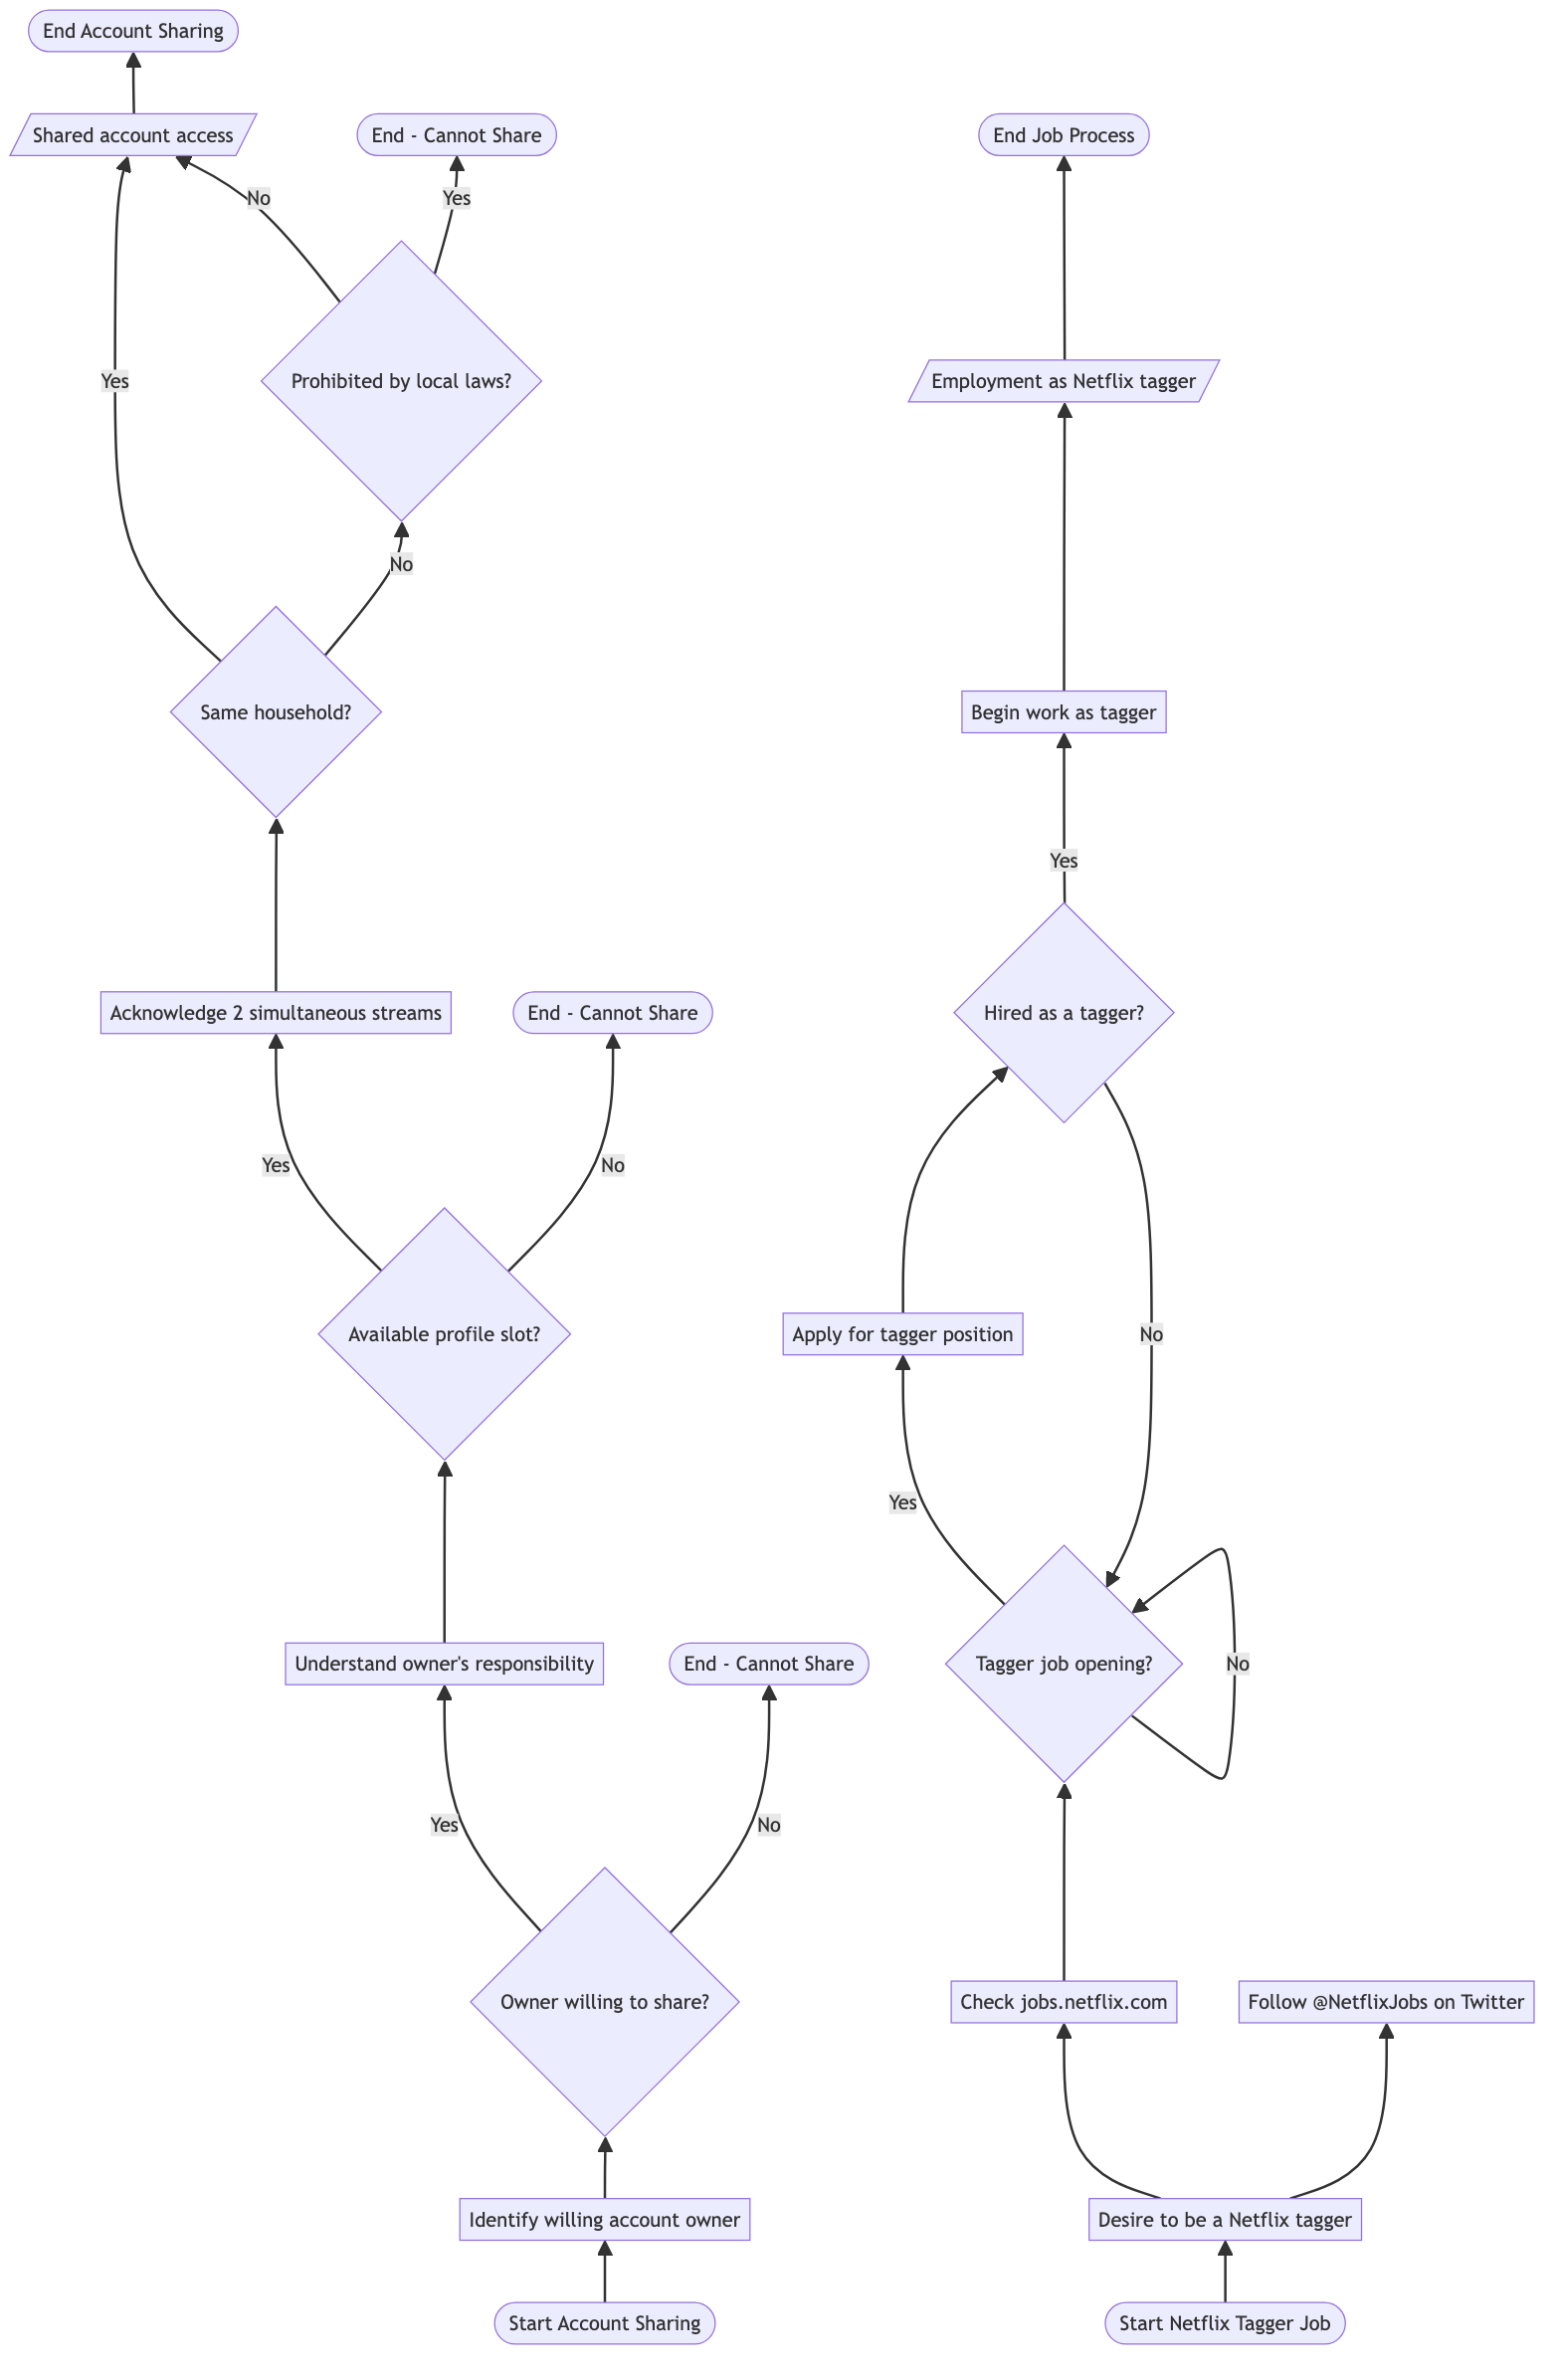 End Account Sharing
Shared account access
End - Cannot Share
End Job Process
No
Yes
Prohibited by local laws?
Yes
Employment as Netflix tagger
No
Same household?
Begin work as tagger
Yes
Acknowledge 2 simultaneous streams
End - Cannot Share
Hired as a tagger?
Yes
No
Available profile slot?
Apply for tagger position
No
Yes
Understand owner's responsibility
End - Cannot Share
Tagger job opening?
No
Yes
No
Owner willing to share?
Check jobs.netflix.com
Follow @NetflixJobs on Twitter
Identify willing account owner
Desire to be a Netflix tagger
Start Account Sharing
Start Netflix Tagger Job